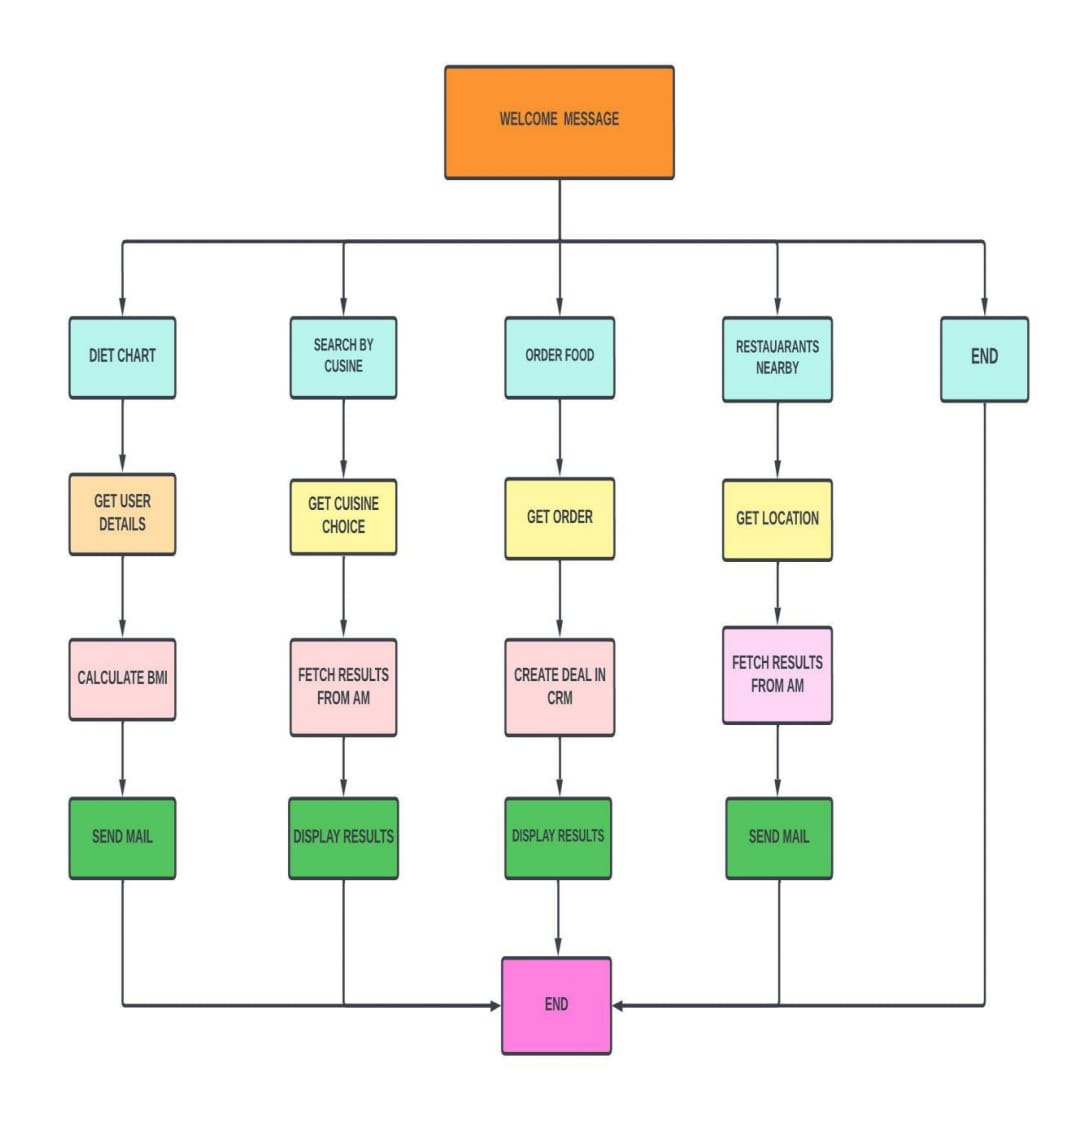 WELCOME MESSAGE
DIET CHART
SEARCH BY
CUSINE
ORDER FOOD
RESTAUARANTS
NEARBY
END
GET USER
DETAILS
GET CUISINE
CHOICE
GET ORDER
GET LOCATION
CALCULATE BMI
FETCH RESULTS
FROM AM
CREATE DEAL IN
CRM
FETCH RESULTS
FROM AM
SEND MAIL
DISPLAY RESULTS
DISPLAY RESULTS
SEND MAIL
END